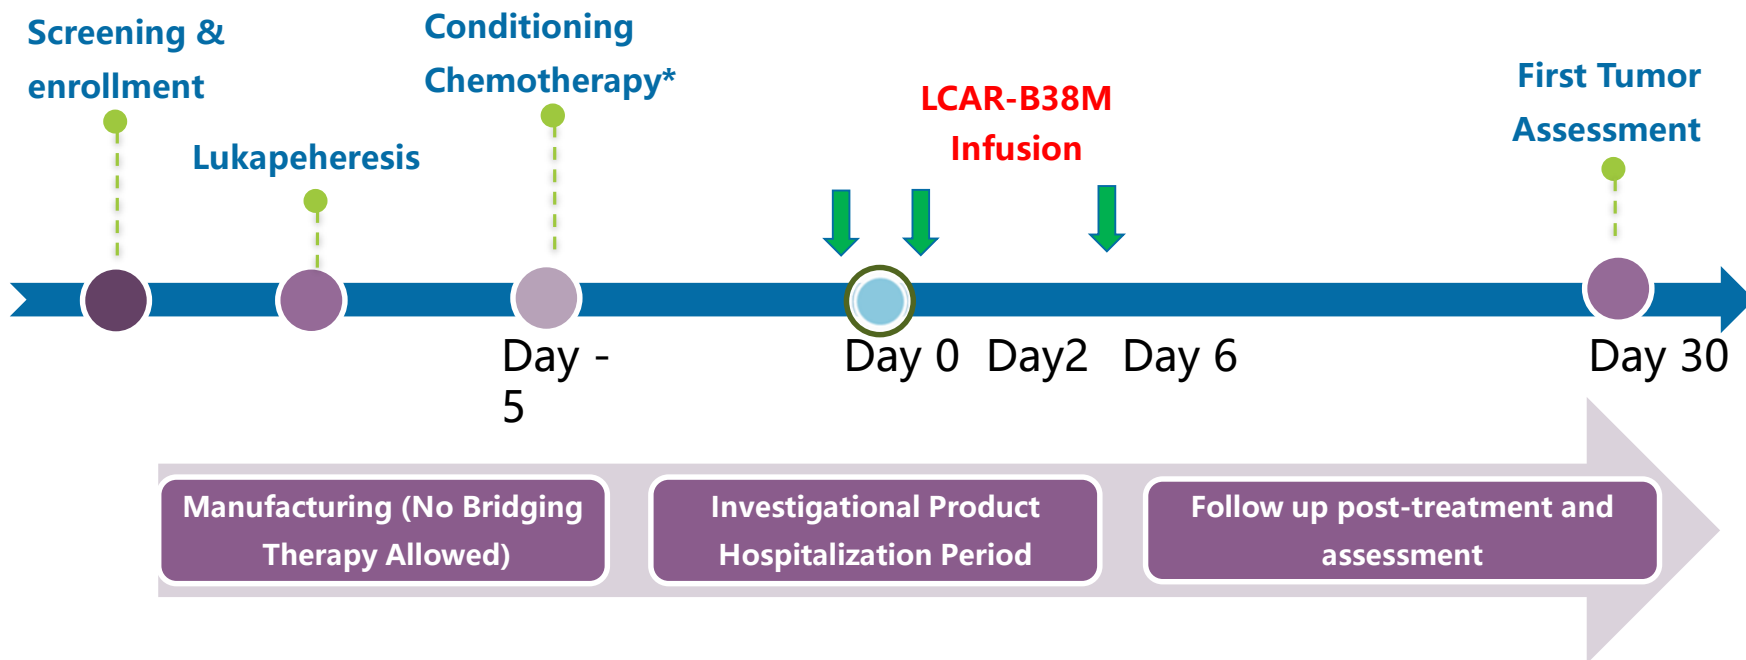 Screening &
enrollment
Lukapeheresis
Conditioning
Chemotherapy*
LCAR-B38M
Infusion
First Tumor
Assessment
Day -
5
Day 0
Day2
Day 6
Day 30
Manufacturing (No Bridging
Therapy Allowed)
Investigational Product
Hospitalization Period
Follow up post-treatment and
assessment